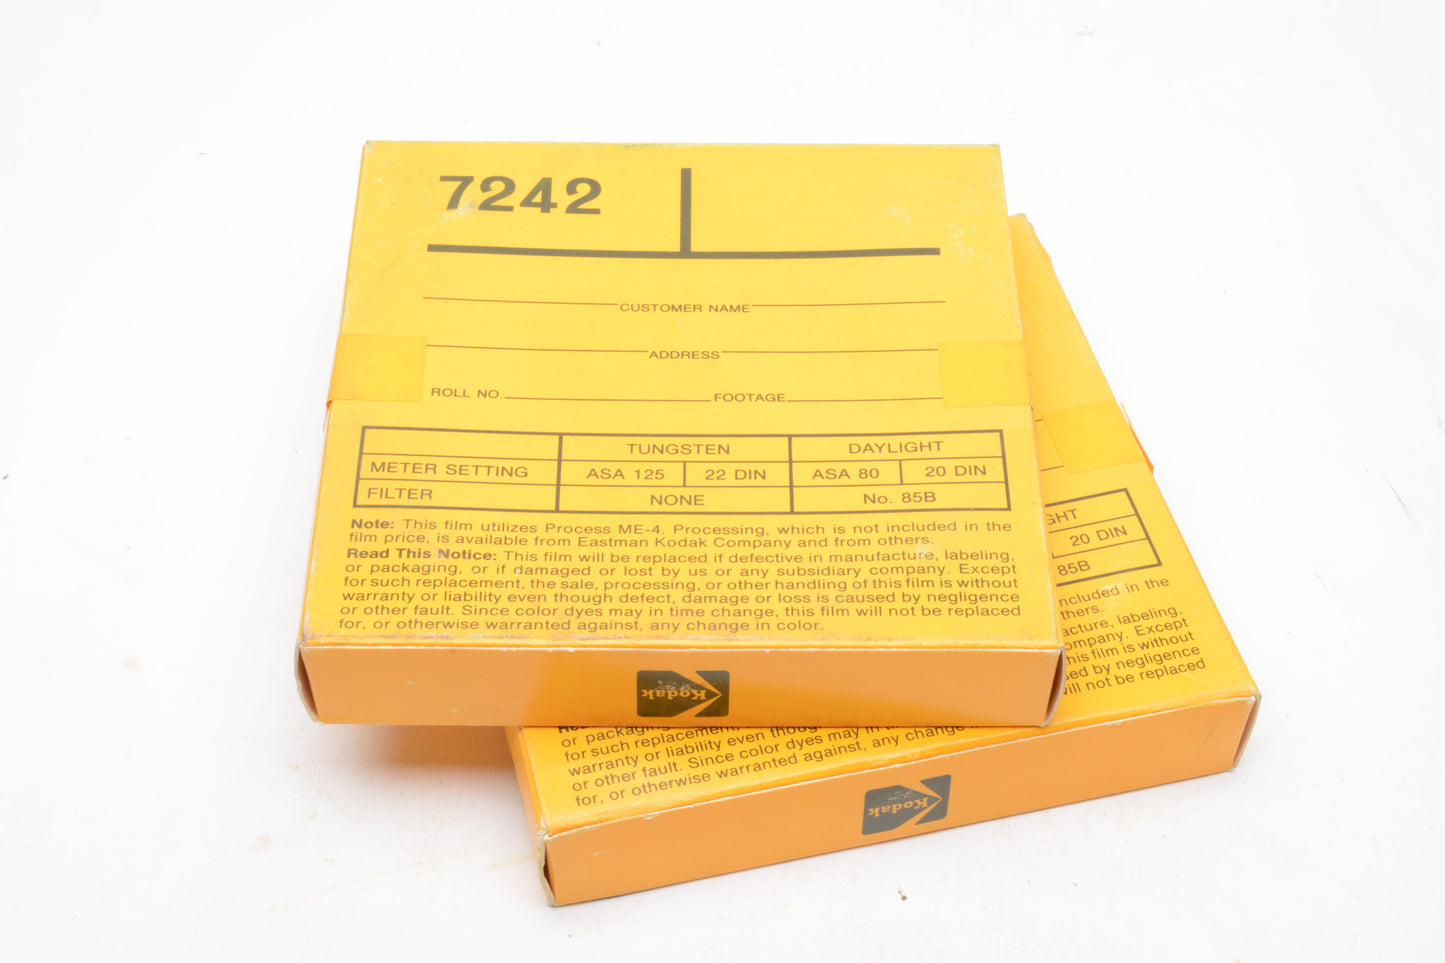 7242
CUSTOMER NAME
ADDRESS
ROLL NO. FOOTAGE
TUNGSTEN DAYLIGHT
METER SETTING ASA 125 22 DIN ASA 80 20 DIN
FILTER NONE No. 85B
Note: This film utilizes Process ME-4. Processing, which is not included in the
film price, is available from Eastman Kodak Company and from others.
Read This Notice: This film will be replaced if defective in manufacture, labeling,
or packaging, or if damaged or lost by us or any subsidiary company. Except
for such replacement, the sale, processing, or other handling of this film is without
warranty or liability even though defect, damage or loss is caused by negligence
or other fault. Since color dyes may in time change, this film will not be replaced
for, or otherwise warranted against, any change in color.
Kodak
GHT
20 DIN
85B
ncluded in the
thers.
acture, labeling,
ompany. Except
his film is without
sed by negligence
will not be replaced
or packaging,
for such replacement,
warranty or liability even though
or other fault. Since color dyes may in
for, or otherwise warranted against, any change
Kodak